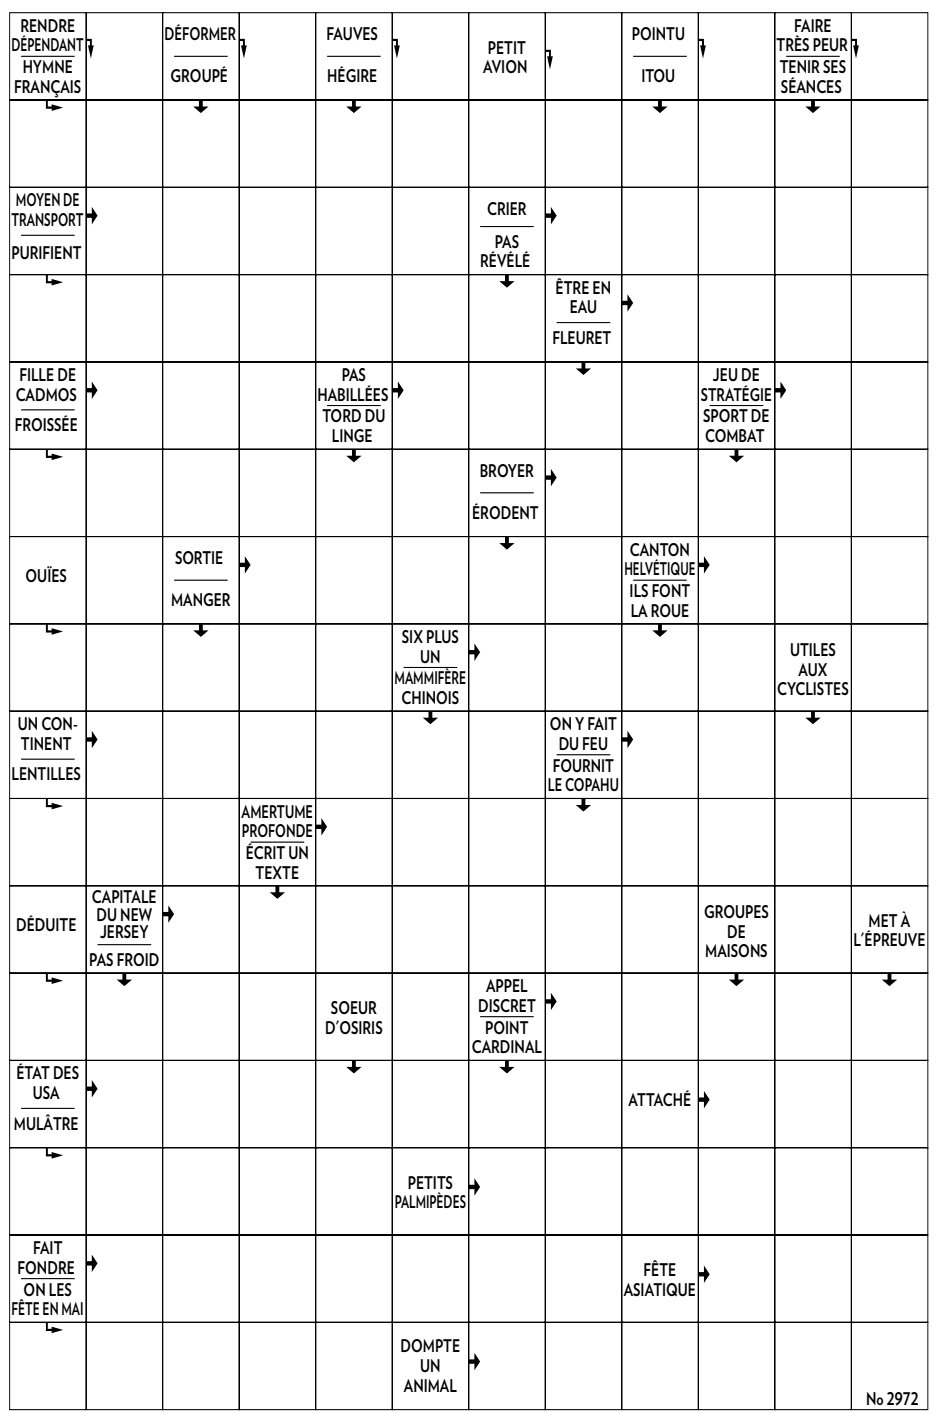 RENDRE
DÉPENDANT
HYMNE
FRANÇAIS
DÉFORMER
GROUPÉ
FAUVES
HÉGIRE
PETIT
AVION
POINTU
ITOU
FAIRE
TRÈS PEUR
TENIR SES
SÉANCES
MOYEN DE
TRANSPORT
PURIFIENT
CRIER
PAS
RÉVÉLÉ
ÊTRE EN
EAU
FLEURET
FILLE DE
CADMOS
FROISSÉE
PAS
HABILLÉES
TORD DU
LINGE
JEU DE
STRATÉGIE
SPORT DE
COMBAT
BROYER
ÉRODENT
OUÏES
SORTIE
MANGER
CANTON
HELVÉTIQUE
ILS FONT
LA ROUE
SIX PLUS
UN
MAMMIFÈRE
CHINOIS
UTILES
AUX
CYCLISTES
UN CON-
TINENT
LENTILLES
ON Y FAIT
DU FEU
FOURNIT
LE COPAHU
AMERTUME
PROFONDE
ÉCRIT UN
TEXTE
DÉDUITE
CAPITALE
DU NEW
JERSEY
PAS FROID
GROUPES
DE
MAISONS
MET À
L'ÉPREUVE
SOEUR
D'OSIRIS
APPEL
DISCRET
POINT
CARDINAL
ÉTAT DES
USA
MULÂTRE
ATTACHÉ
PETITS
PALMIPÈDES
FAIT
FONDRE
ON LES
FÊTE EN MAI
FÊTE
ASIATIQUE
DOMPTE
UN
ANIMAL
No 2972